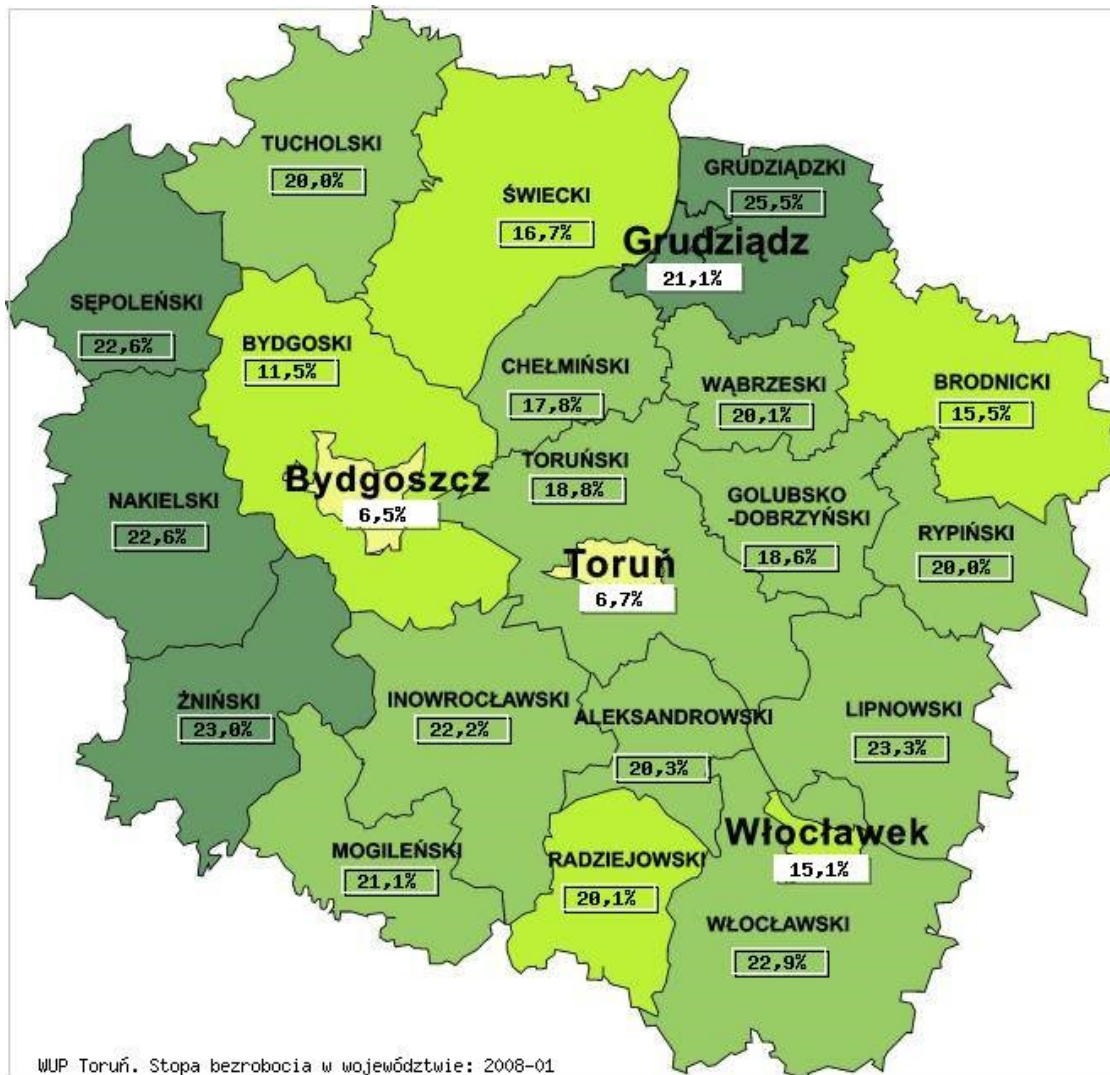 TUCHOLSKI
20,0%
ŚWIECKI
16,7%
GRUDZIĄDZKI
25,5%
Grudziądz
21,1%
SĘPOLEŃSKI
22,6%
BYDGOSKI
11,5%
CHEŁMIŃSKI
17,8%
WĄBRZESKI
20,1%
BRODNICKI
15,5%
Bydgoszcz
6,5%
TORUŃSKI
18,8%
NAKIELSKI
22,6%
GOLUBSKO
-DOBRZYŃSKI
18,6%
RYPIŃSKI
20,0%
Toruń
6,7%
ŻNIŃSKI
23,0%
INOWROCŁAWSKI
22,2%
ALEKSANDROWSKI
20,3%
LIPNOWSKI
23,3%
MOGILEŃSKI
21,1%
RADZIEJOWSKI
20,1%
Włocławek
15,1%
WŁOCŁAWSKI
22,9%
WUP Toruń. Stopa bezrobocia w województwie: 2008-01